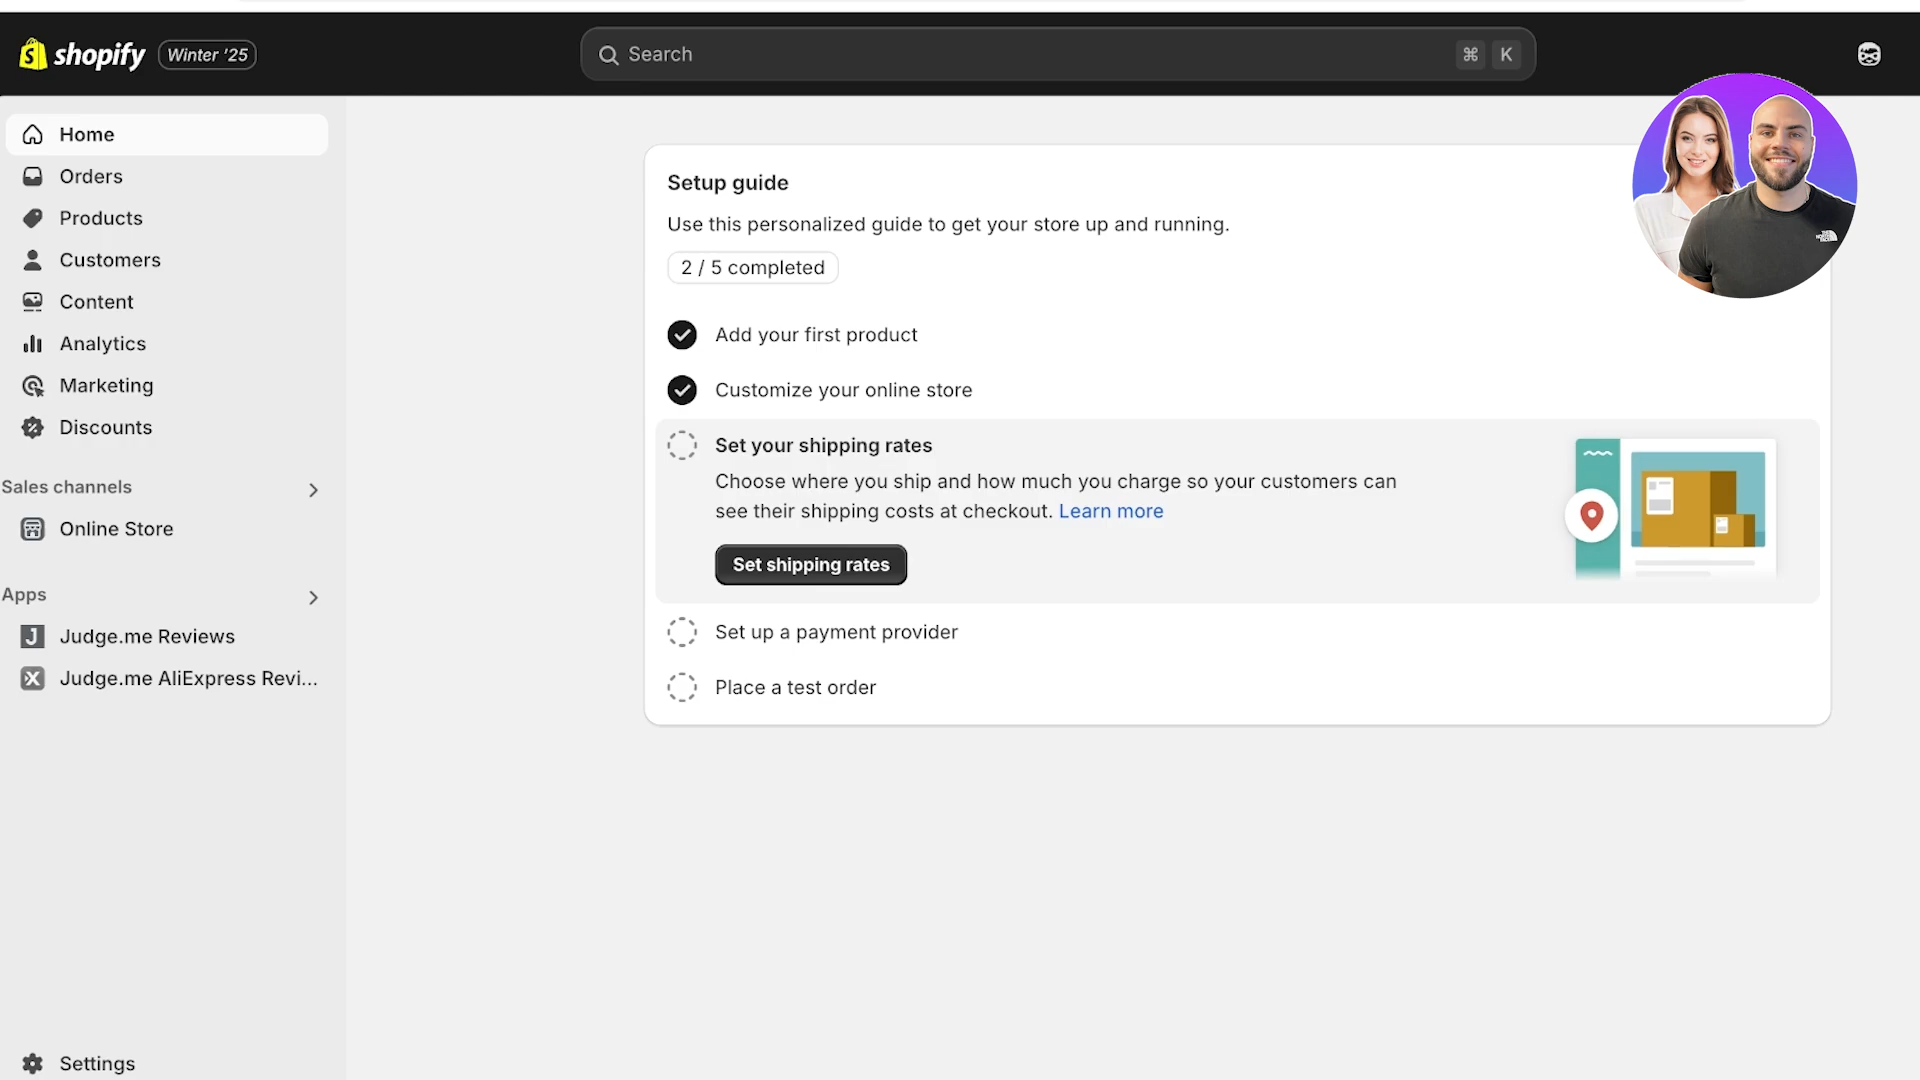 shopify Winter '25
Search
⌘ K
Home
Orders
Products
Customers
Content
Analytics
Marketing
Discounts
Sales channels
Online Store
Apps
Judge.me Reviews
Judge.me AliExpress Revi...
Settings
Setup guide
Use this personalized guide to get your store up and running.
2 / 5 completed
Add your first product
Customize your online store
Set your shipping rates
Choose where you ship and how much you charge so your customers can
see their shipping costs at checkout. Learn more
Set shipping rates
Set up a payment provider
Place a test order